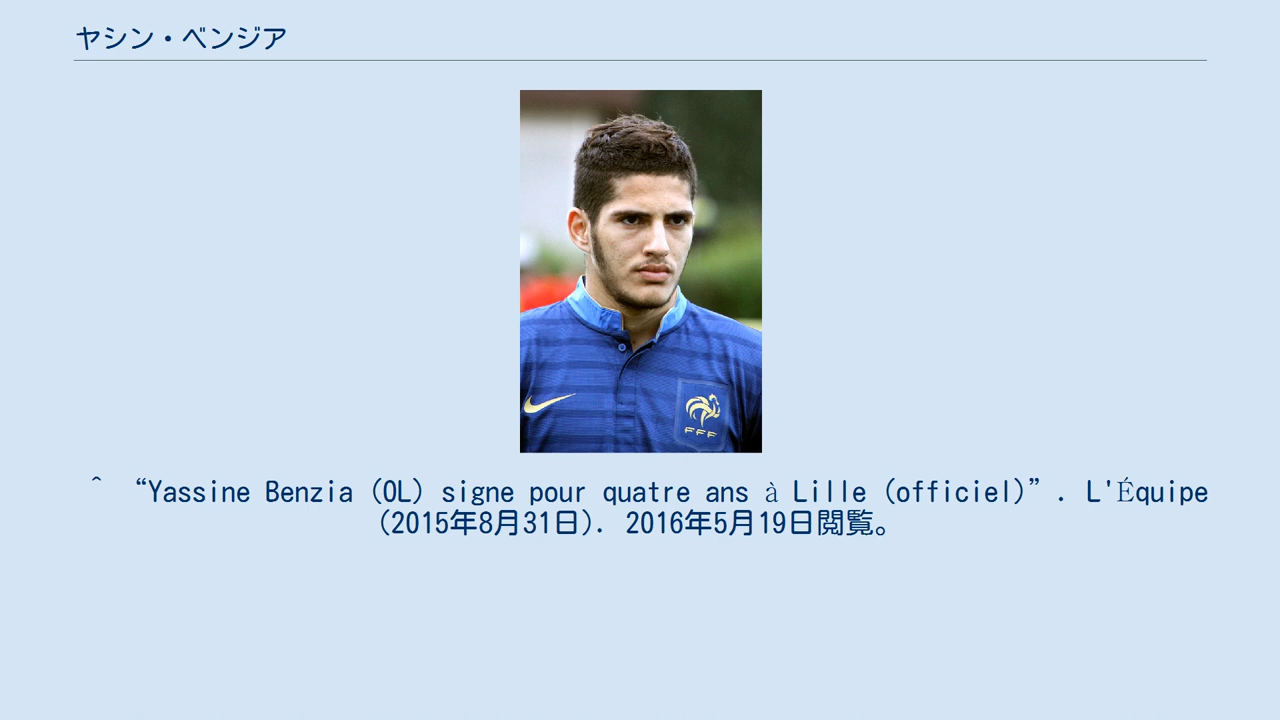 ヤシン・ベンジア
FFF
^ “Yassine Benzia (OL) signe pour quatre ans à Lille (officiel)”. L'Équipe
(2015年8月31日). 2016年5月19日閲覧。